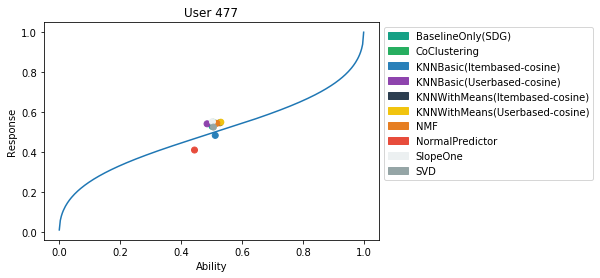 User 477
1.0
0.8
0.6
0.4
0.2
0.0
Response
0.0 0.2 0.4 0.6 0.8 1.0
Ability
BaselineOnly(SDG)
CoClustering
KNNBasic(Itembased-cosine)
KNNBasic(Userbased-cosine)
KNNWithMeans(Itembased-cosine)
KNNWithMeans(Userbased-cosine)
NMF
NormalPredictor
SlopeOne
SVD